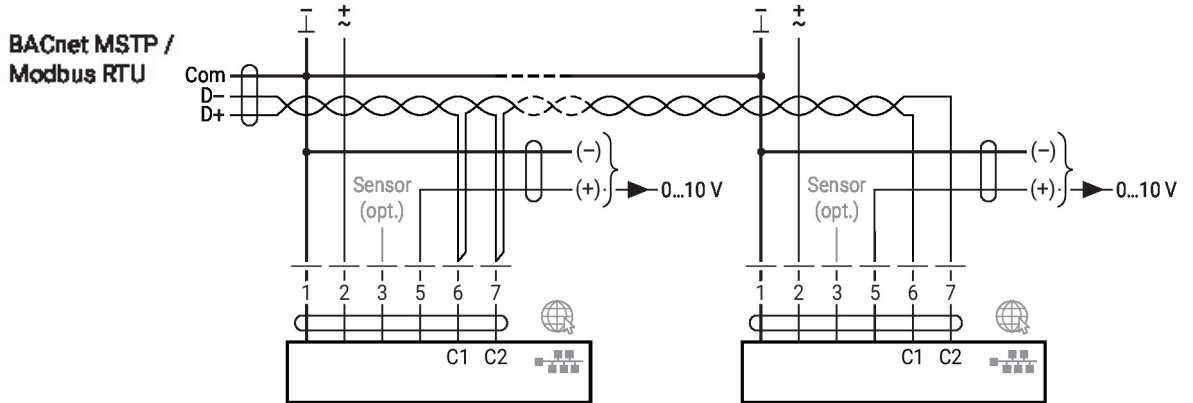 − + − +
⊥ ~ ⊥ ~
BACnet MSTP /
Modbus RTU
Com
D−
D+
(−) (−)
Sensor Sensor
(opt.) (opt.)
(+) 0...10 V (+) 0...10 V
1 2 3 5 6 7 1 2 3 5 6 7
C1 C2 C1 C2